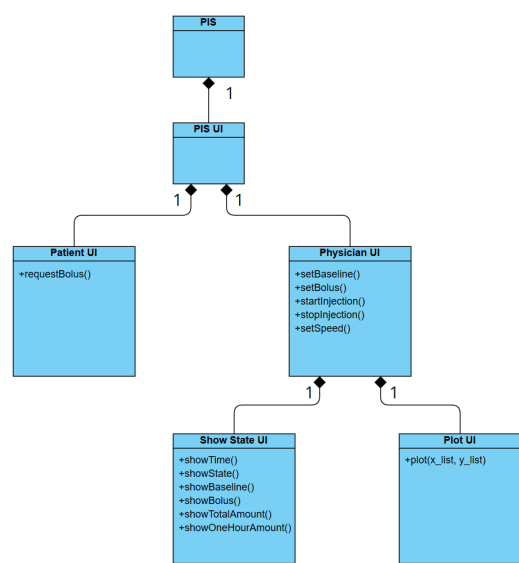 PIS
1
PIS UI
1
1
Patient UI
+requestBolus()
Physician UI
+setBaseline()
+setBolus()
+startInjection()
+stopInjection()
+setSpeed()
1
1
Show State UI
+showTime()
+showState()
+showBaseline()
+showBolus()
+showTotalAmount()
+showOneHourAmount()
Plot UI
+plot(x_list, y_list)